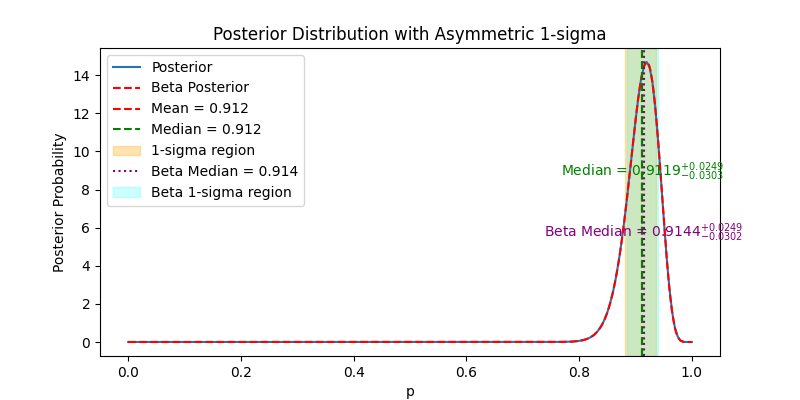 Posterior Distribution with Asymmetric 1-sigma
Posterior Probability
14
12
10
8
6
4
2
0
Posterior
Beta Posterior
Mean = 0.912
Median = 0.912
1-sigma region
Beta Median = 0.914
Beta 1-sigma region
Median = 0.9119+0.0249−0.0303
Beta Median = 0.9144+0.0249−0.0302
0.0 0.2 0.4 0.6 0.8 1.0
p